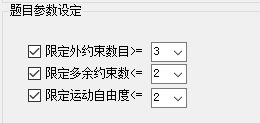 题目参数设定
限定外约束数目>= 3
限定多余约束数<= 2
限定运动自由度<= 2